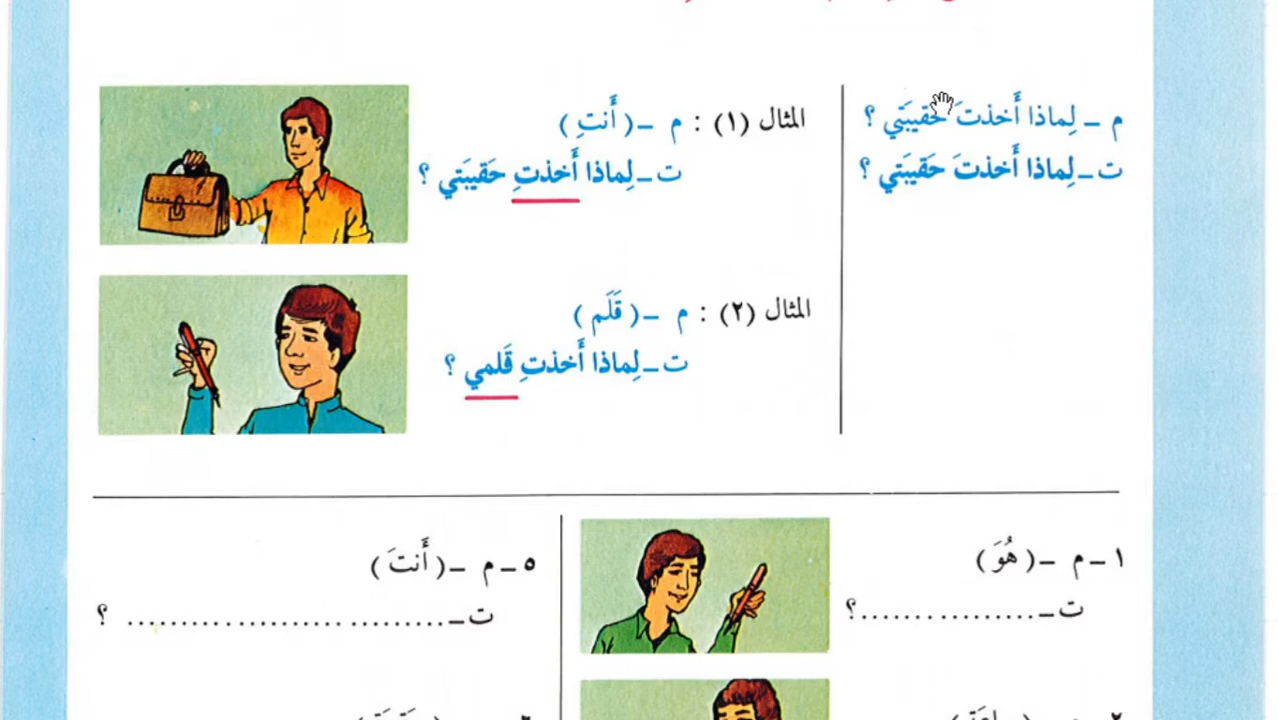 م – لِماذا أَخذتَ حَقيبَتي ؟
ت – لِماذا أَخذتَ حَقيبَتي ؟
المثال (١) : م – ( أَنتِ )
ت – لِماذا أَخذتِ حَقيبَتي ؟
المثال (٢) : م – ( قَلَم )
ت – لِماذا أَخذتِ قَلمي ؟
١ – م – ( هُوَ )
ت – .................. ؟
٥ – م – ( أَنتَ )
ت – .............................. ؟